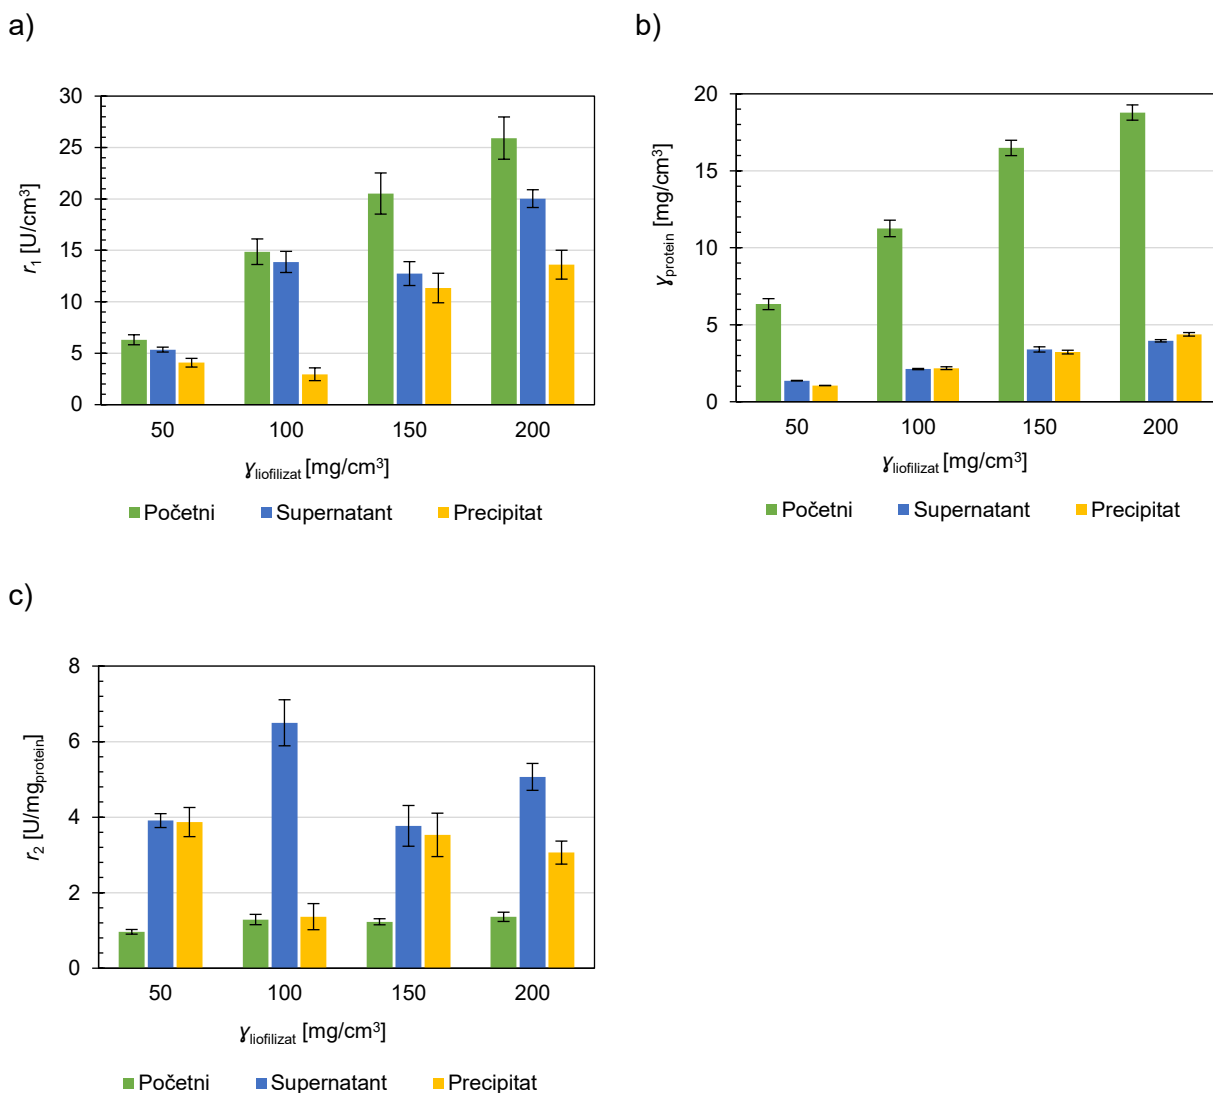 a)
30
25
20
15
10
5
0
r₁ [U/cm³]
50 100 150 200
γliofilizat [mg/cm³]
Početni Supernatant Precipitat
b)
20
15
10
5
0
γprotein [mg/cm³]
50 100 150 200
γliofilizat [mg/cm³]
Početni Supernatant Precipitat
c)
8
6
4
2
0
r₂ [U/mgprotein]
50 100 150 200
γliofilizat [mg/cm³]
Početni Supernatant Precipitat